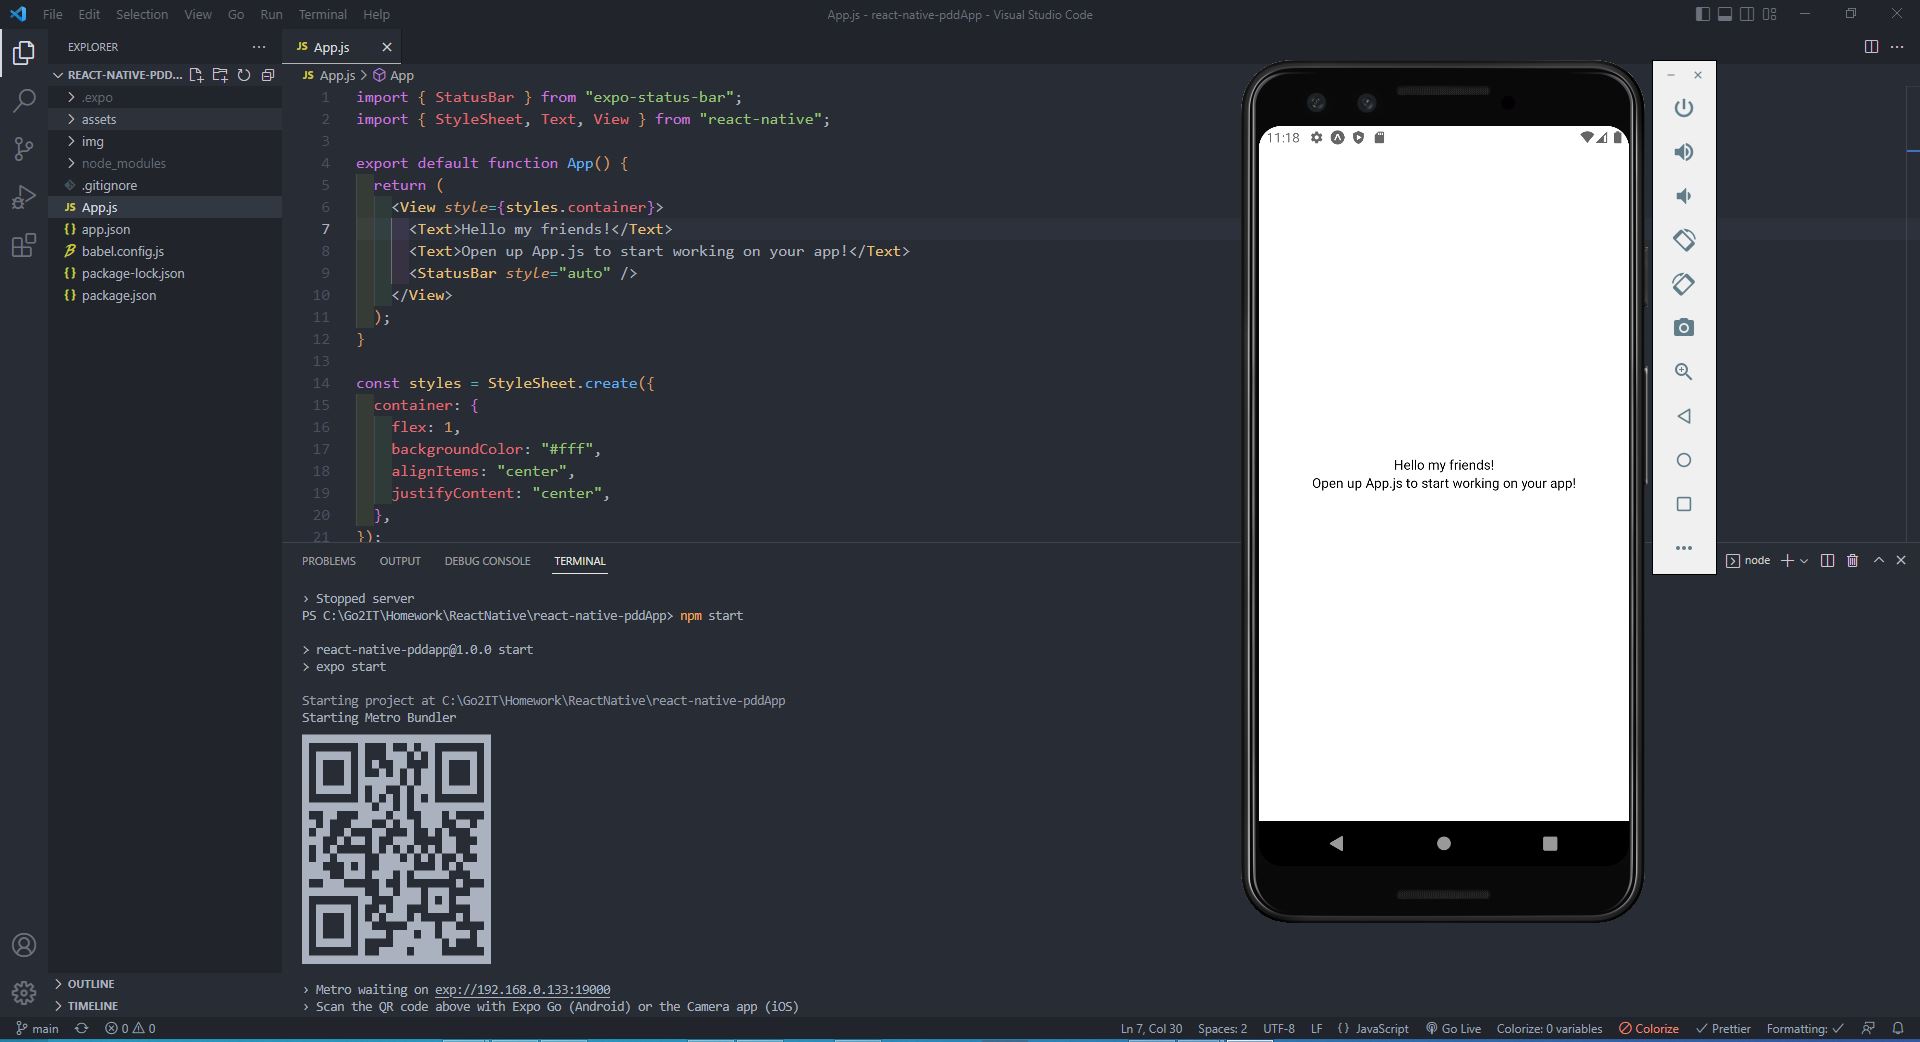 File Edit Selection View Go Run Terminal Help
App.js - react-native-pddApp - Visual Studio Code
EXPLORER
REACT-NATIVE-PDD...
.expo
assets
img
node_modules
.gitignore
JS App.js
{} app.json
babel.config.js
{} package-lock.json
{} package.json
OUTLINE
TIMELINE
JS App.js
JS App.js > App
1 import { StatusBar } from "expo-status-bar";
2 import { StyleSheet, Text, View } from "react-native";
3
4 export default function App() {
5 return (
6 <View style={styles.container}>
7 <Text>Hello my friends!</Text>
8 <Text>Open up App.js to start working on your app!</Text>
9 <StatusBar style="auto" />
10 </View>
11 );
12 }
13
14 const styles = StyleSheet.create({
15 container: {
16 flex: 1,
17 backgroundColor: "#fff",
18 alignItems: "center",
19 justifyContent: "center",
20 },
21 });
PROBLEMS OUTPUT DEBUG CONSOLE TERMINAL
node
› Stopped server
PS C:\Go2IT\Homework\ReactNative\react-native-pddApp> npm start
> react-native-pddapp@1.0.0 start
> expo start
Starting project at C:\Go2IT\Homework\ReactNative\react-native-pddApp
Starting Metro Bundler
› Metro waiting on exp://192.168.0.133:19000
› Scan the QR code above with Expo Go (Android) or the Camera app (iOS)
11:18
Hello my friends!
Open up App.js to start working on your app!
main 0 0
Ln 7, Col 30 Spaces: 2 UTF-8 LF {} JavaScript Go Live Colorize: 0 variables Colorize Prettier Formatting: ✓